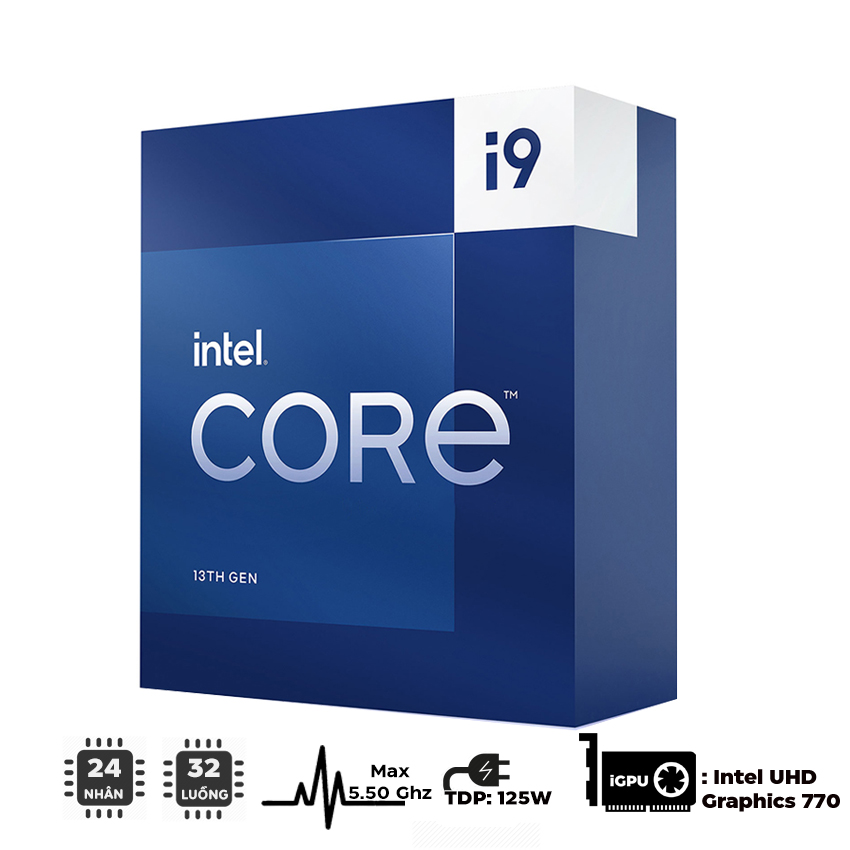 i9
intel.
CORe™
13TH GEN
24
NHÂN
32
LUỒNG
Max
5.50 Ghz
TDP: 125W
iGPU
: Intel UHD
Graphics 770